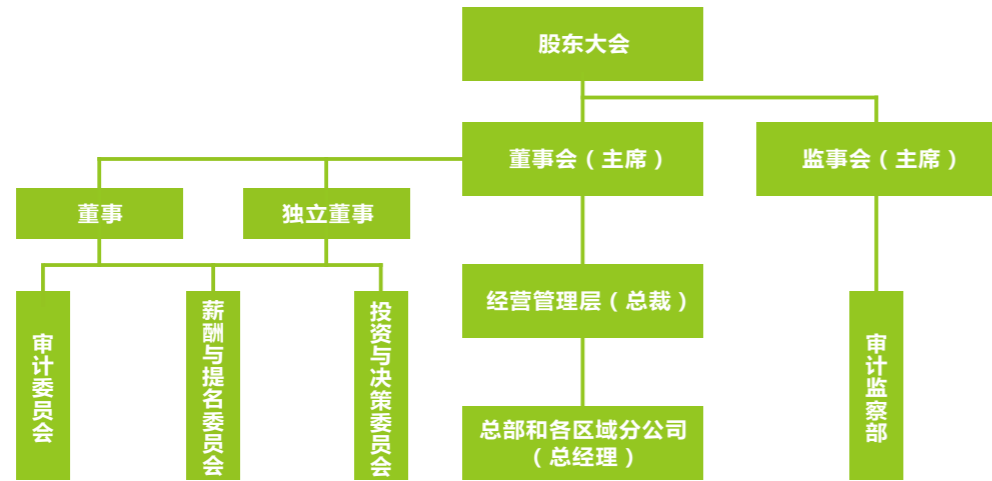 股东大会
董事会（主席）
监事会（主席）
董事
独立董事
经营管理层（总裁）
审计委员会
薪酬与提名委员会
投资与决策委员会
审计监察部
总部和各区域分公司
（总经理）